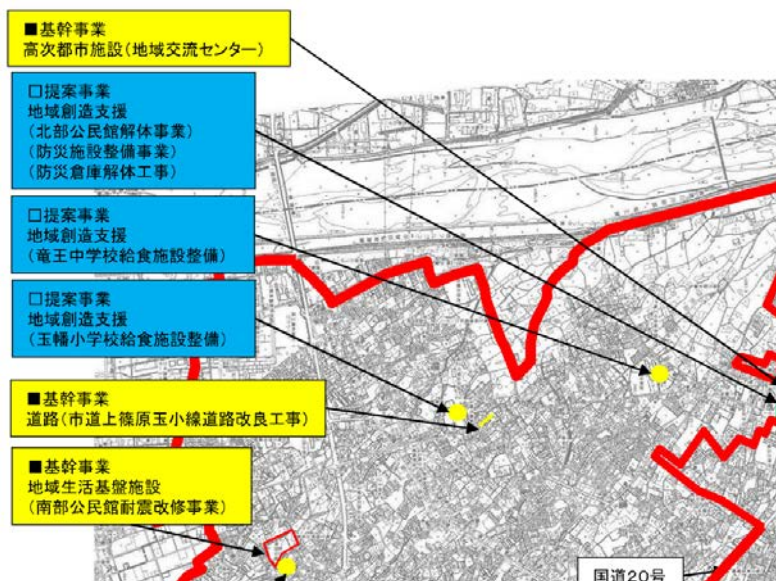 ■基幹事業
高次都市施設(地域交流センター)
□提案事業
地域創造支援
(北部公民館解体事業)
(防災施設整備事業)
(防災倉庫解体工事)
□提案事業
地域創造支援
(竜王中学校給食施設整備)
□提案事業
地域創造支援
(玉幡小学校給食施設整備)
■基幹事業
道路(市道上篠原玉小線道路改良工事)
■基幹事業
地域生活基盤施設
(南部公民館耐震改修事業)
国道20号